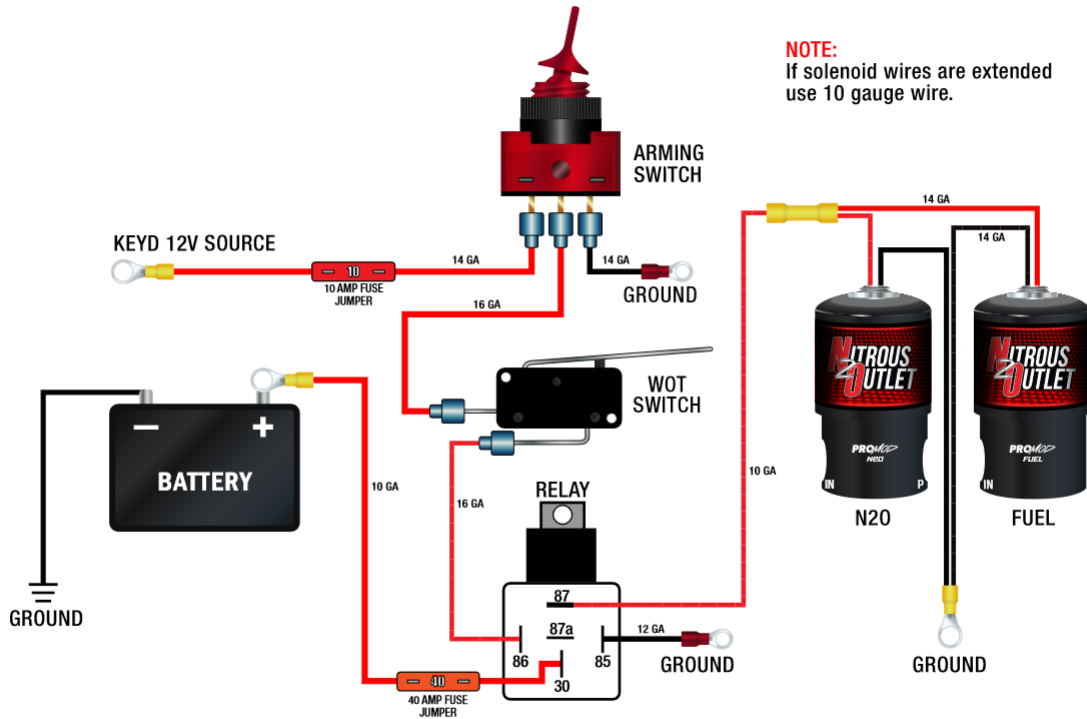 NOTE:
If solenoid wires are extended
use 10 gauge wire.
ARMING
SWITCH
14 GA
14 GA
KEYD 12V SOURCE
10
14 GA
14 GA
10 AMP FUSE
JUMPER
GROUND
16 GA
NITROUS
2OUTLET
NITROUS
2OUTLET
WOT
SWITCH
PROMOD
N2O
PROMOD
FUEL
IN
P
IN
N2O
FUEL
− +
BATTERY
10 GA
16 GA
10 GA
RELAY
87
87a
86
85
30
12 GA
GROUND
GROUND
GROUND
40
40 AMP FUSE
JUMPER